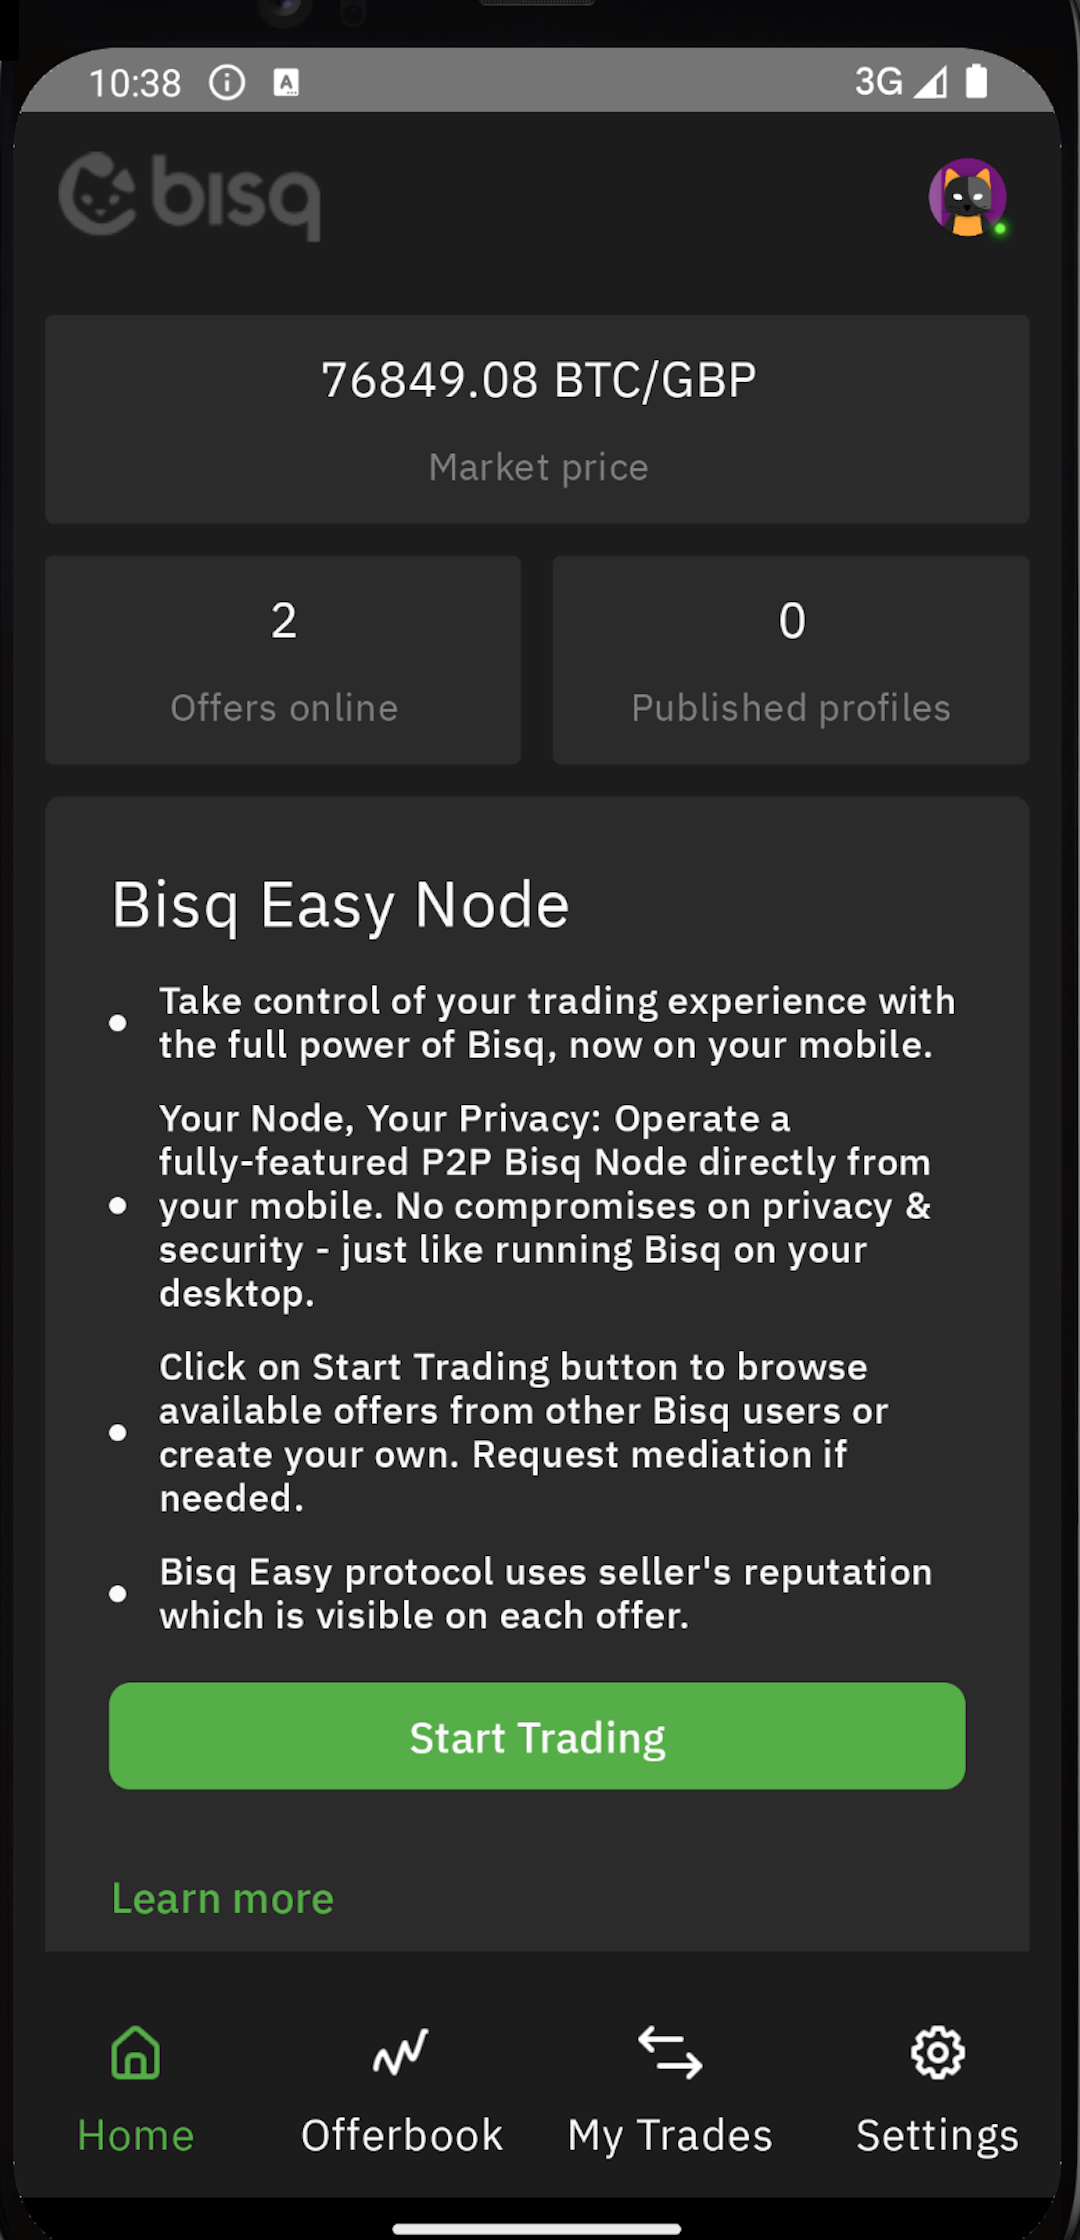 10:38
A
3G
bisq
76849.08 BTC/GBP
Market price
2
0
Offers online
Published profiles
Bisq Easy Node
Take control of your trading experience with
the full power of Bisq, now on your mobile.
Your Node, Your Privacy: Operate a
fully-featured P2P Bisq Node directly from
your mobile. No compromises on privacy &
security - just like running Bisq on your
desktop.
Click on Start Trading button to browse
available offers from other Bisq users or
create your own. Request mediation if
needed.
Bisq Easy protocol uses seller's reputation
which is visible on each offer.
Start Trading
Learn more
Home
Offerbook
My Trades
Settings